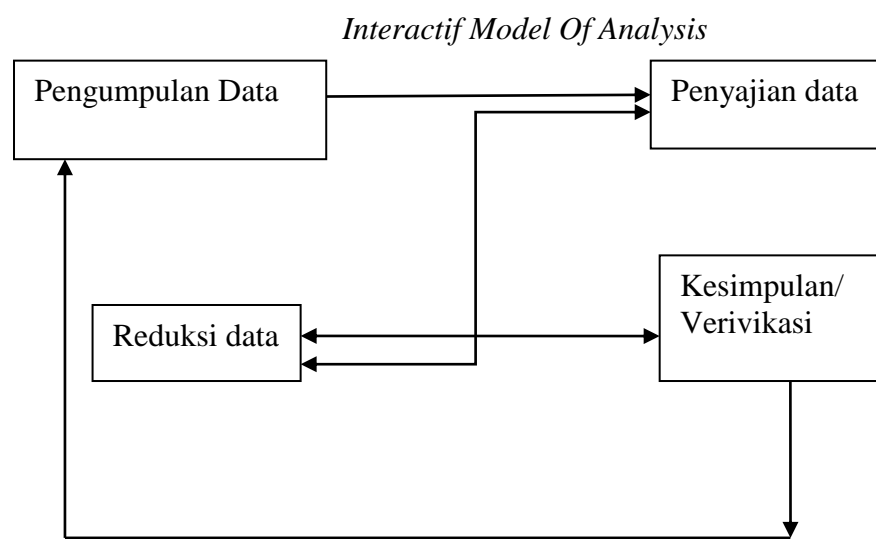 Interactif Model Of Analysis
Pengumpulan Data
Penyajian data
Kesimpulan/
Verivikasi
Reduksi data